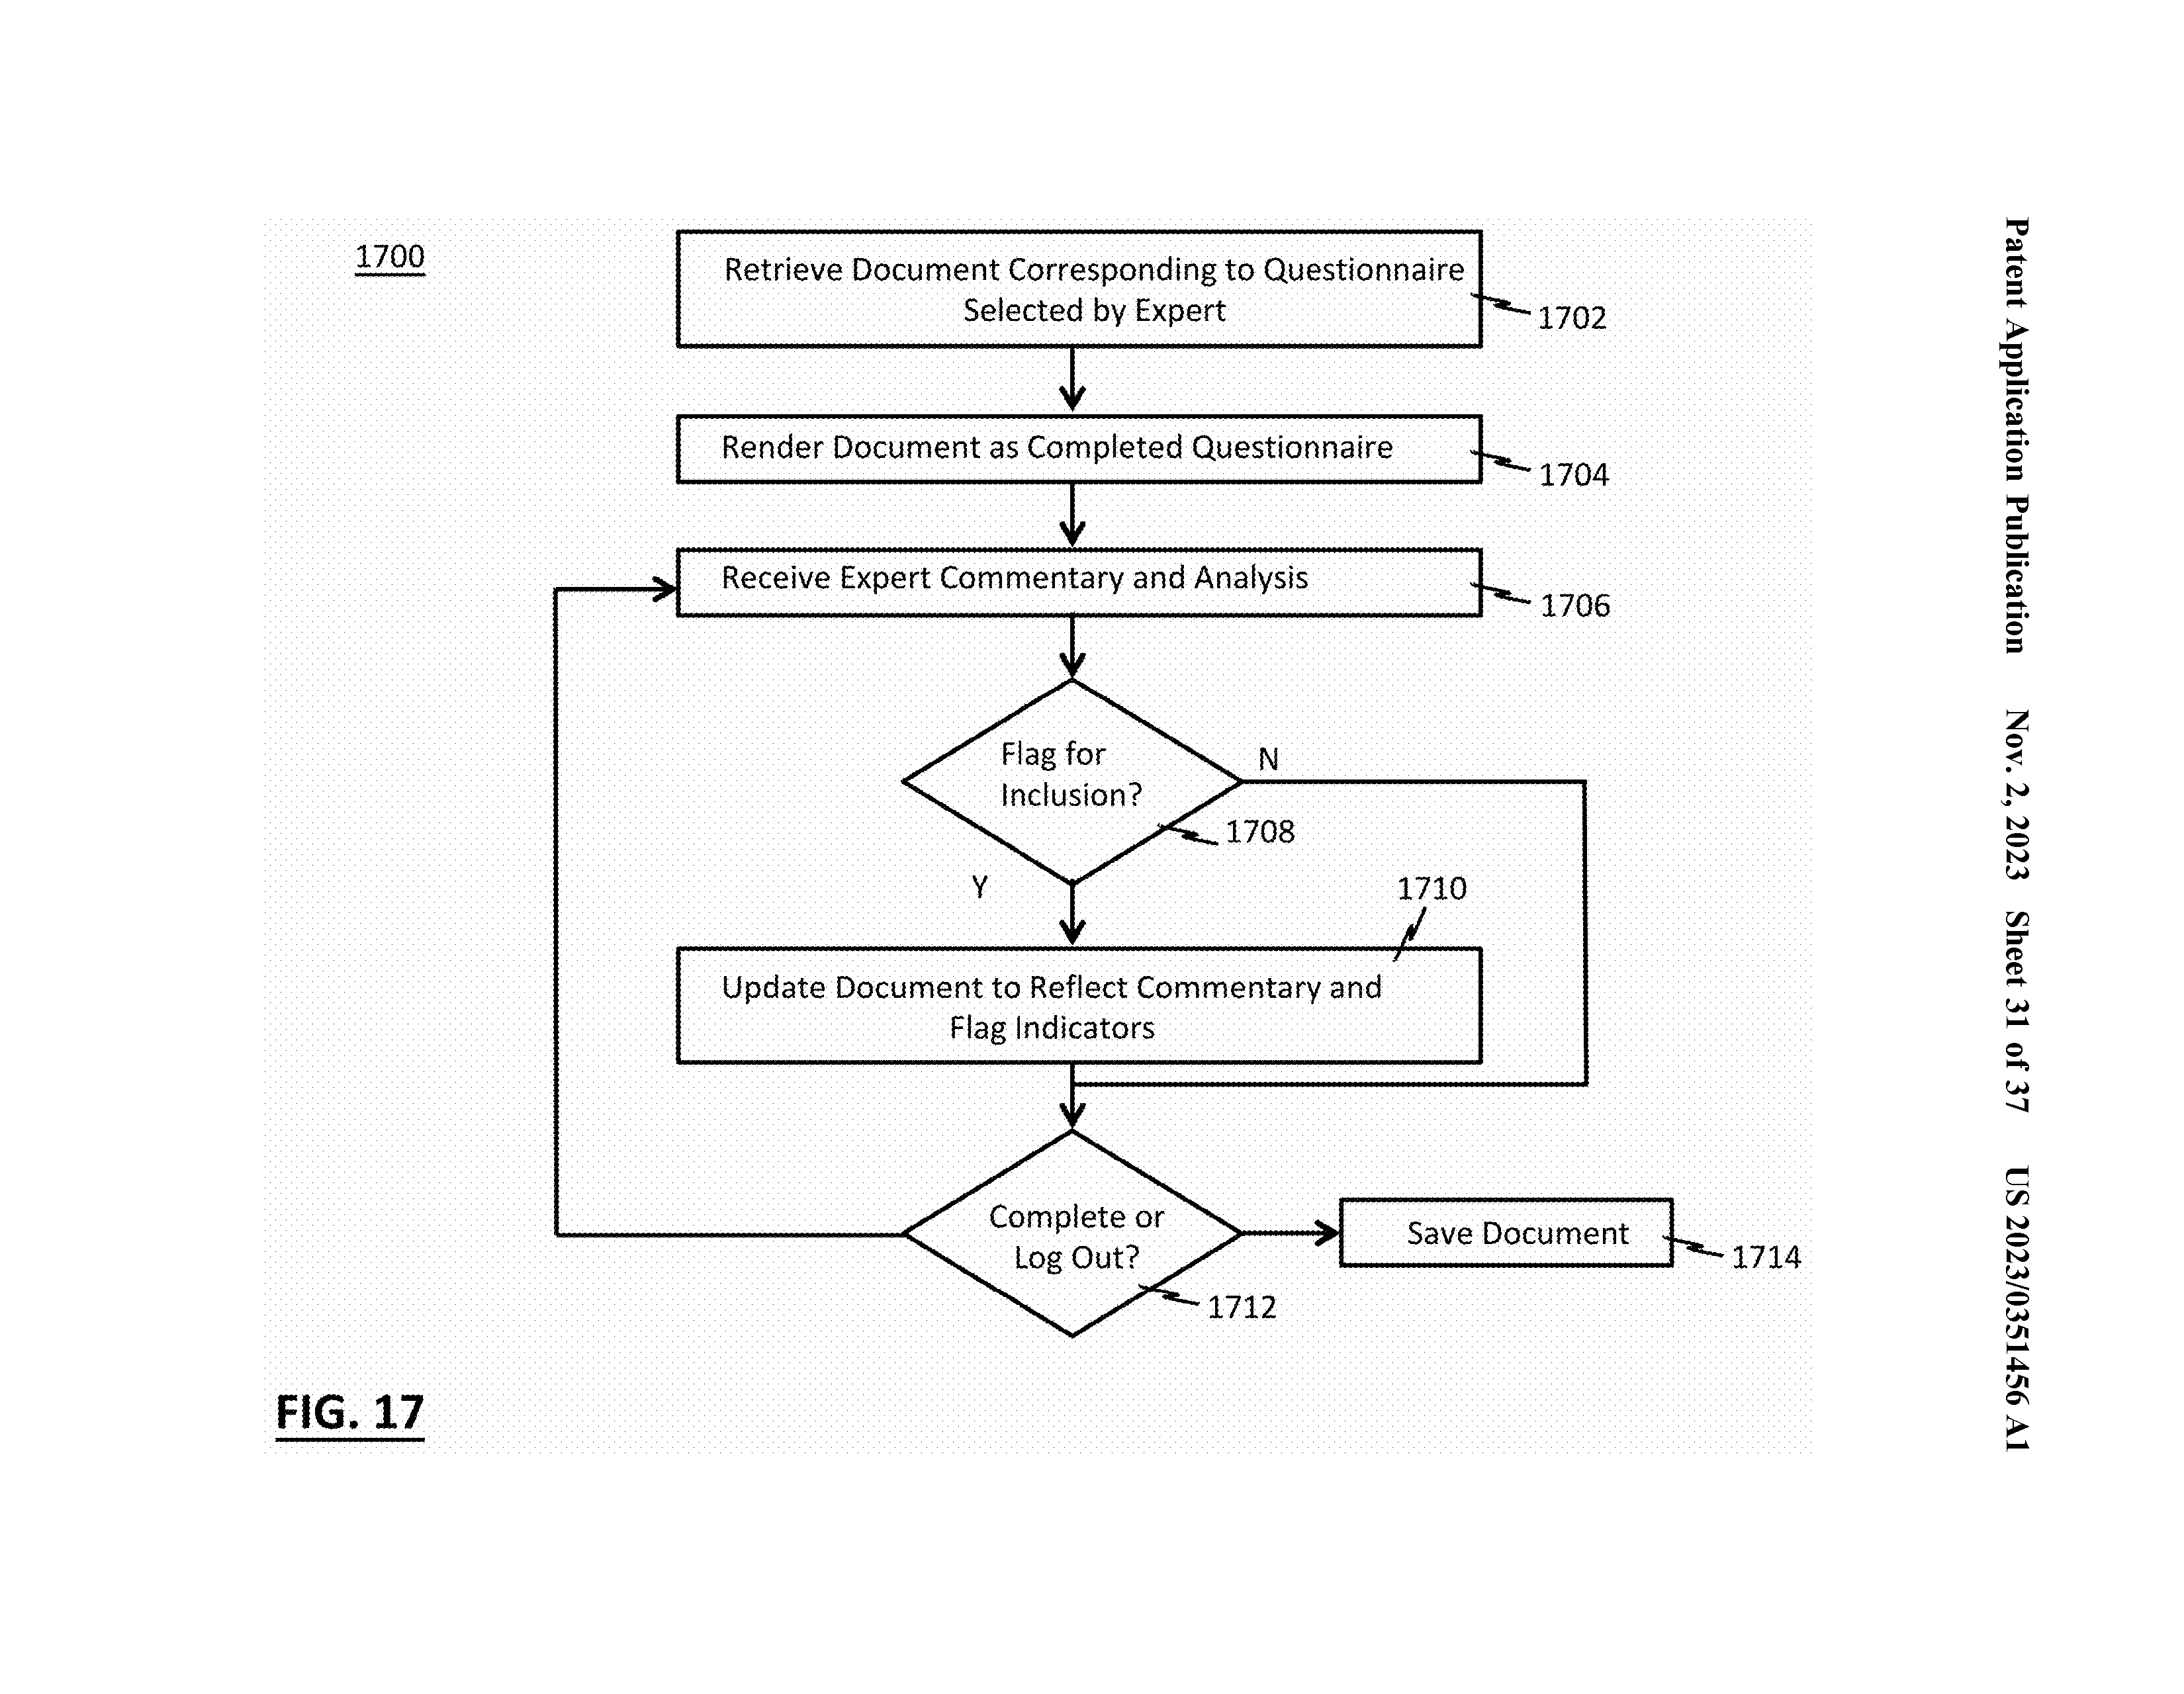 Patent Application Publication Nov. 2, 2023 Sheet 31 of 37 US 2023/0351456 A1
1700
Retrieve Document Corresponding to Questionnaire
Selected by Expert
1702
Render Document as Completed Questionnaire
1704
Receive Expert Commentary and Analysis
1706
Flag for
Inclusion?
N
1708
Y
1710
Update Document to Reflect Commentary and
Flag Indicators
Complete or
Log Out?
1712
Save Document
1714
FIG. 17